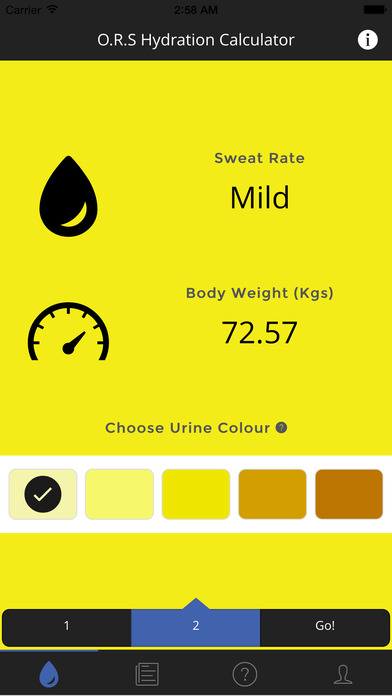 Carrier 2:58 AM
O.R.S Hydration Calculator
i
Sweat Rate
Mild
Body Weight (Kgs)
72.57
Choose Urine Colour ?
1 2 Go!
?